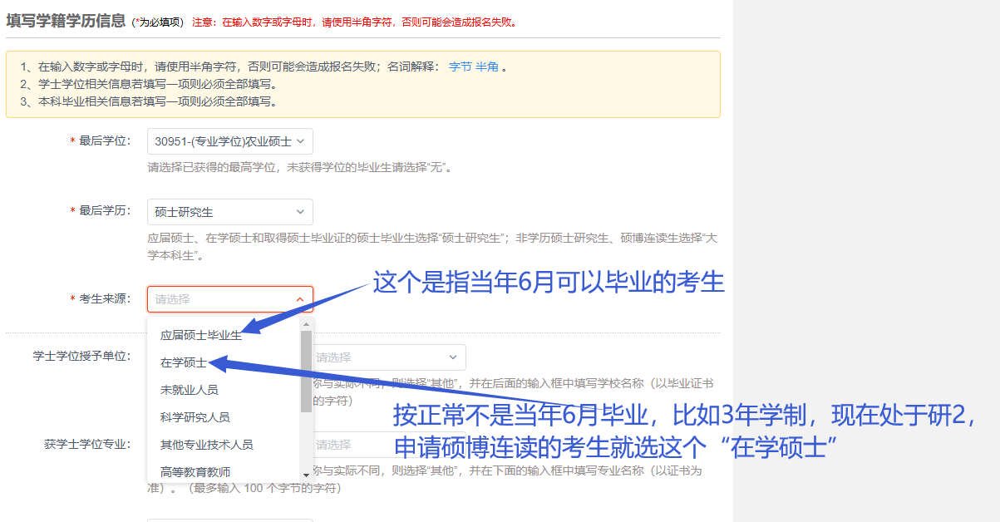 填写学籍学历信息 (*为必填项) 注意：在输入数字或字母时，请使用半角字符，否则可能会造成报名失败。
1、在输入数字或字母时，请使用半角字符，否则可能会造成报名失败；名词解释： 字节 半角 。
2、学士学位相关信息若填写一项则必须全部填写。
3、本科毕业相关信息若填写一项则必须全部填写。
* 最后学位： 30951-(专业学位)农业硕士
请选择已获得的最高学位，未获得学位的毕业生请选择“无”。
* 最后学历： 硕士研究生
应届硕士、在学硕士和取得硕士毕业证的硕士毕业生选择“硕士研究生”；非学历硕士研究生、硕博连读生选择“大
学本科生”。
这个是指当年6月可以毕业的考生
* 考生来源： 请选择
应届硕士毕业生
学士学位授予单位： 请选择
在学硕士
称与实际不同，则选择“其他”，并在后面的输入框中填写学校名称（以毕业证书
未就业人员
的字符）
科学研究人员
按正常不是当年6月毕业，比如3年学制，现在处于研2，
申请硕博连读的考生就选这个“在学硕士”
获学士学位专业： 请选择
其他专业技术人员
高等教育教师
称与实际不同，则选择“其他”，并在下面的输入框中填写专业名称（以证书为
准）。（最多输入 100 个字节的字符）